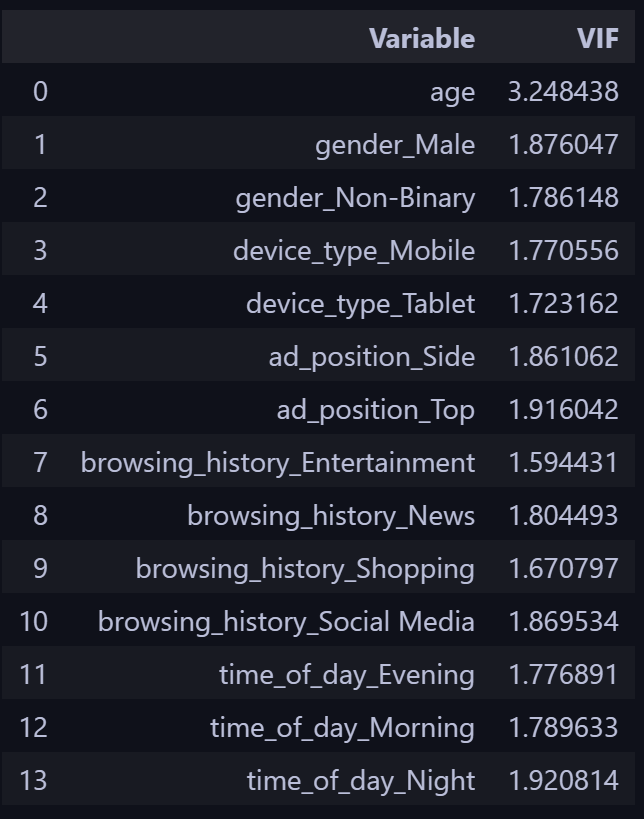 Variable VIF
0 age 3.248438
1 gender_Male 1.876047
2 gender_Non-Binary 1.786148
3 device_type_Mobile 1.770556
4 device_type_Tablet 1.723162
5 ad_position_Side 1.861062
6 ad_position_Top 1.916042
7 browsing_history_Entertainment 1.594431
8 browsing_history_News 1.804493
9 browsing_history_Shopping 1.670797
10 browsing_history_Social Media 1.869534
11 time_of_day_Evening 1.776891
12 time_of_day_Morning 1.789633
13 time_of_day_Night 1.920814